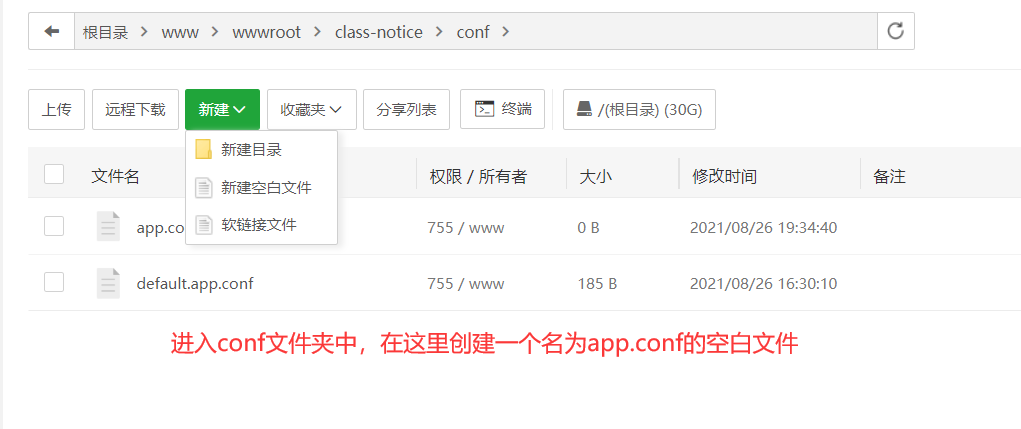 根目录 > www > wwwroot > class-notice > conf >
上传 远程下载 新建 收藏夹 分享列表 终端 /(根目录) (30G)
新建目录
新建空白文件
软链接文件
文件名 权限 / 所有者 大小 修改时间 备注
app.co 755 / www 0 B 2021/08/26 19:34:40
default.app.conf 755 / www 185 B 2021/08/26 16:30:10
进入conf文件夹中，在这里创建一个名为app.conf的空白文件